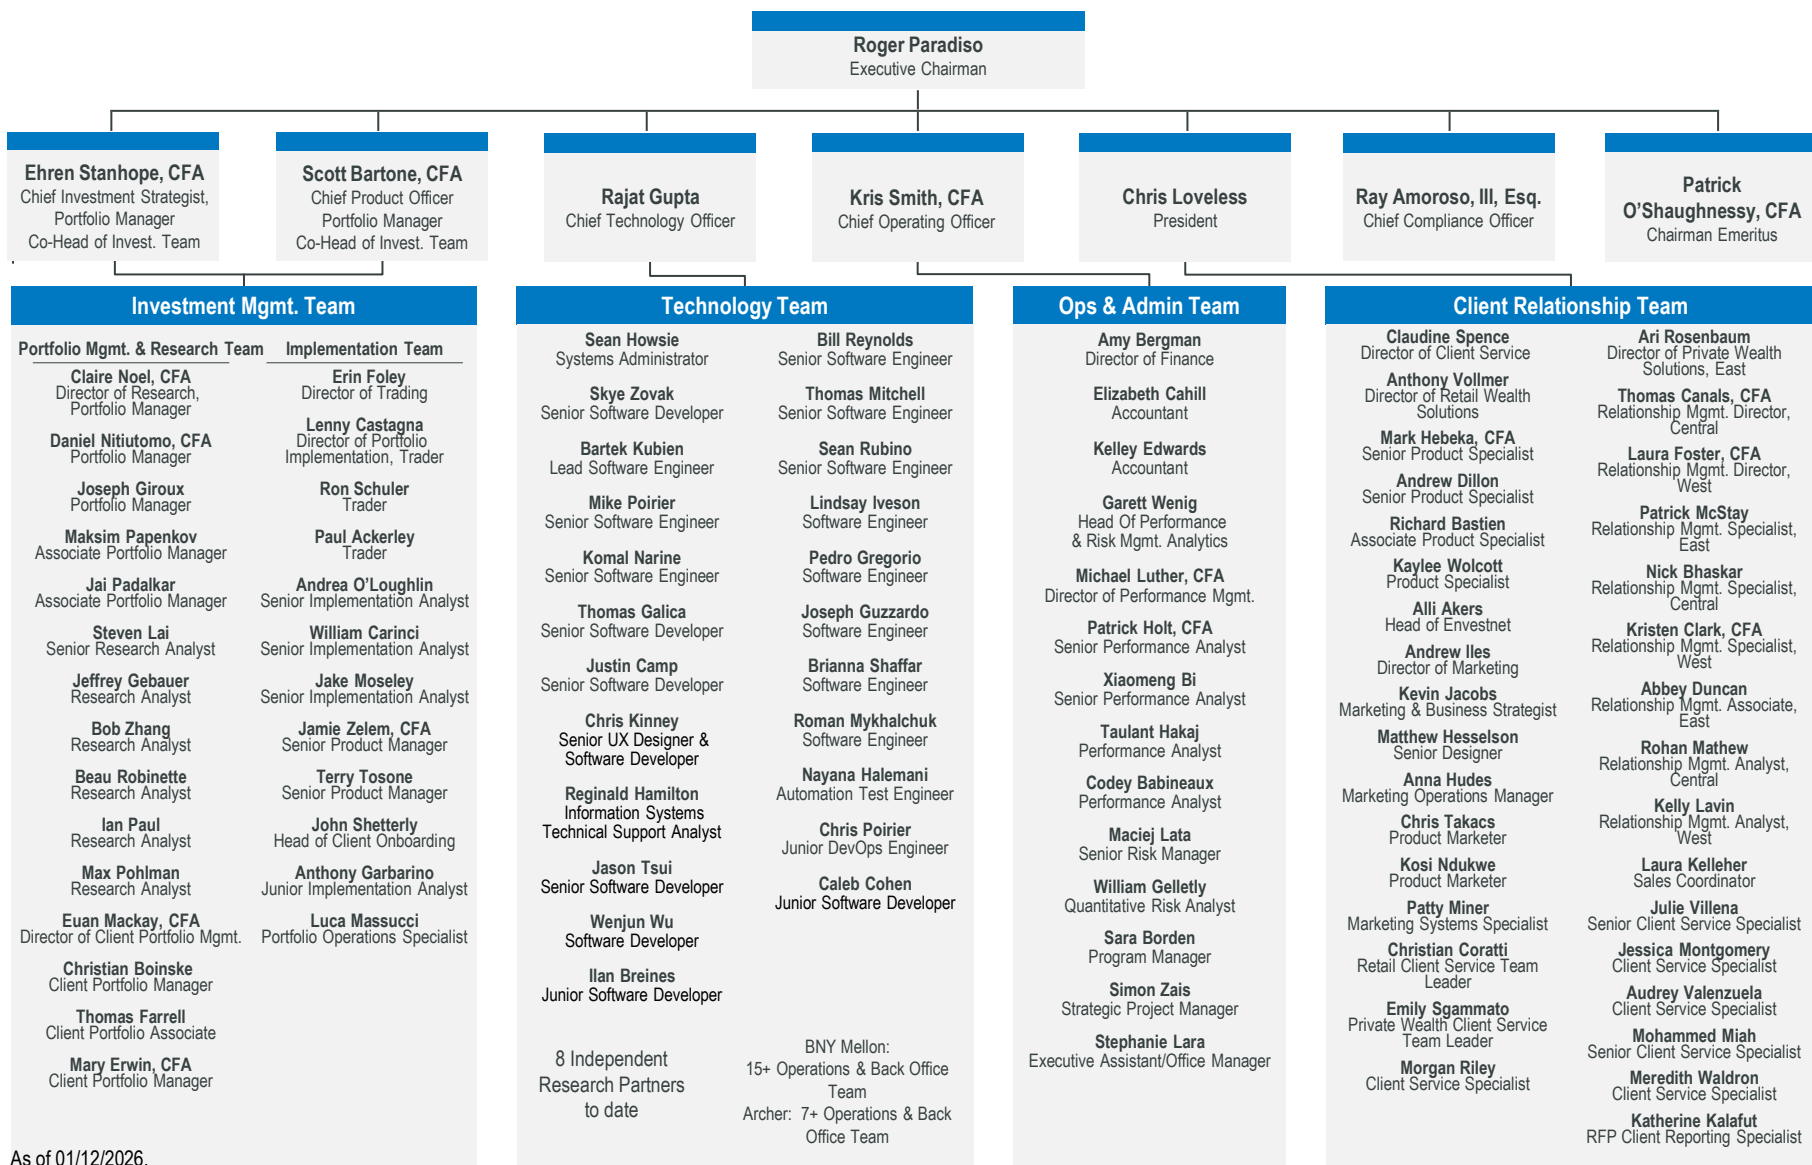 Roger Paradiso
Executive Chairman
Ehren Stanhope, CFA
Chief Investment Strategist,
Portfolio Manager
Co-Head of Invest. Team
Scott Bartone, CFA
Chief Product Officer
Portfolio Manager
Co-Head of Invest. Team
Rajat Gupta
Chief Technology Officer
Kris Smith, CFA
Chief Operating Officer
Chris Loveless
President
Ray Amoroso, III, Esq.
Chief Compliance Officer
Patrick
O’Shaughnessy, CFA
Chairman Emeritus
Investment Mgmt. Team
Portfolio Mgmt. & Research Team
Claire Noel, CFA
Director of Research,
Portfolio Manager
Daniel Nitiutomo, CFA
Portfolio Manager
Joseph Giroux
Portfolio Manager
Maksim Papenkov
Associate Portfolio Manager
Jai Padalkar
Associate Portfolio Manager
Steven Lai
Senior Research Analyst
Jeffrey Gebauer
Research Analyst
Bob Zhang
Research Analyst
Beau Robinette
Research Analyst
Ian Paul
Research Analyst
Max Pohlman
Research Analyst
Euan Mackay, CFA
Director of Client Portfolio Mgmt.
Christian Boinske
Client Portfolio Manager
Thomas Farrell
Client Portfolio Associate
Mary Erwin, CFA
Client Portfolio Manager
Implementation Team
Erin Foley
Director of Trading
Lenny Castagna
Director of Portfolio
Implementation, Trader
Ron Schuler
Trader
Paul Ackerley
Trader
Andrea O’Loughlin
Senior Implementation Analyst
William Carinci
Senior Implementation Analyst
Jake Moseley
Senior Implementation Analyst
Jamie Zelem, CFA
Senior Product Manager
Terry Tosone
Senior Product Manager
John Shetterly
Head of Client Onboarding
Anthony Garbarino
Junior Implementation Analyst
Luca Massucci
Portfolio Operations Specialist
Technology Team
Sean Howsie
Systems Administrator
Skye Zovak
Senior Software Developer
Bartek Kubien
Lead Software Engineer
Mike Poirier
Senior Software Engineer
Komal Narine
Senior Software Engineer
Thomas Galica
Senior Software Developer
Justin Camp
Senior Software Developer
Chris Kinney
Senior UX Designer &
Software Developer
Reginald Hamilton
Information Systems
Technical Support Analyst
Jason Tsui
Senior Software Developer
Wenjun Wu
Software Developer
Ilan Breines
Junior Software Developer
8 Independent
Research Partners
to date
Bill Reynolds
Senior Software Engineer
Thomas Mitchell
Senior Software Engineer
Sean Rubino
Senior Software Engineer
Lindsay Iveson
Software Engineer
Pedro Gregorio
Software Engineer
Joseph Guzzardo
Software Engineer
Brianna Shaffar
Software Engineer
Roman Mykhalchuk
Software Engineer
Nayana Halemani
Automation Test Engineer
Chris Poirier
Junior DevOps Engineer
Caleb Cohen
Junior Software Developer
BNY Mellon:
15+ Operations & Back Office
Team
Archer: 7+ Operations & Back
Office Team
Ops & Admin Team
Amy Bergman
Director of Finance
Elizabeth Cahill
Accountant
Kelley Edwards
Accountant
Garett Wenig
Head Of Performance
& Risk Mgmt. Analytics
Michael Luther, CFA
Director of Performance Mgmt.
Patrick Holt, CFA
Senior Performance Analyst
Xiaomeng Bi
Senior Performance Analyst
Taulant Hakaj
Performance Analyst
Codey Babineaux
Performance Analyst
Maciej Lata
Senior Risk Manager
William Gelletly
Quantitative Risk Analyst
Sara Borden
Program Manager
Simon Zais
Strategic Project Manager
Stephanie Lara
Executive Assistant/Office Manager
Client Relationship Team
Claudine Spence
Director of Client Service
Anthony Vollmer
Director of Retail Wealth
Solutions
Mark Hebeka, CFA
Senior Product Specialist
Andrew Dillon
Senior Product Specialist
Richard Bastien
Associate Product Specialist
Kaylee Wolcott
Product Specialist
Alli Akers
Head of Envestnet
Andrew Iles
Director of Marketing
Kevin Jacobs
Marketing & Business Strategist
Matthew Hesselson
Senior Designer
Anna Hudes
Marketing Operations Manager
Chris Takacs
Product Marketer
Kosi Ndukwe
Product Marketer
Patty Miner
Marketing Systems Specialist
Christian Coratti
Retail Client Service Team
Leader
Emily Sgammato
Private Wealth Client Service
Team Leader
Morgan Riley
Client Service Specialist
Ari Rosenbaum
Director of Private Wealth
Solutions, East
Thomas Canals, CFA
Relationship Mgmt. Director,
Central
Laura Foster, CFA
Relationship Mgmt. Director,
West
Patrick McStay
Relationship Mgmt. Specialist,
East
Nick Bhaskar
Relationship Mgmt. Specialist,
Central
Kristen Clark, CFA
Relationship Mgmt. Specialist,
West
Abbey Duncan
Relationship Mgmt. Associate,
East
Rohan Mathew
Relationship Mgmt. Analyst,
Central
Kelly Lavin
Relationship Mgmt. Analyst,
West
Laura Kelleher
Sales Coordinator
Julie Villena
Senior Client Service Specialist
Jessica Montgomery
Client Service Specialist
Audrey Valenzuela
Client Service Specialist
Mohammed Miah
Senior Client Service Specialist
Meredith Waldron
Client Service Specialist
Katherine Kalafut
RFP Client Reporting Specialist
As of 01/12/2026.